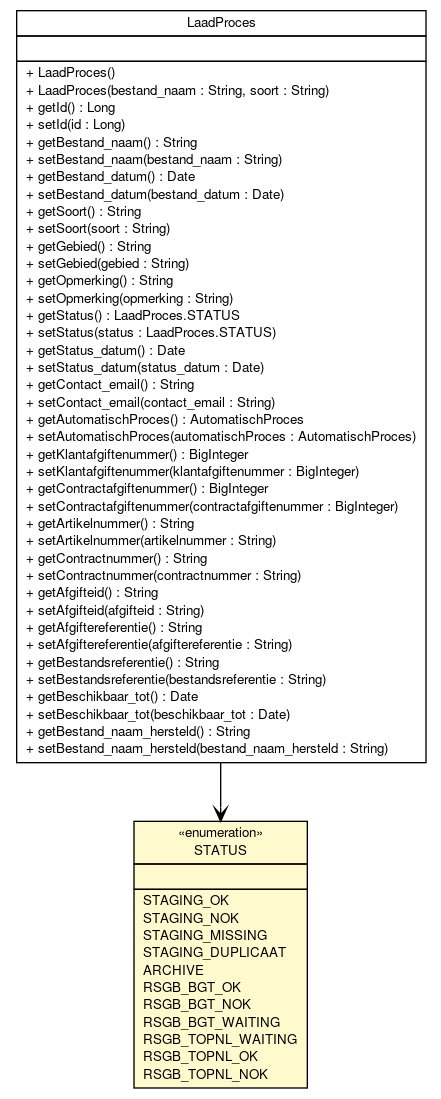 LaadProces
+ LaadProces()
+ LaadProces(bestand_naam : String, soort : String)
+ getId() : Long
+ setId(id : Long)
+ getBestand_naam() : String
+ setBestand_naam(bestand_naam : String)
+ getBestand_datum() : Date
+ setBestand_datum(bestand_datum : Date)
+ getSoort() : String
+ setSoort(soort : String)
+ getGebied() : String
+ setGebied(gebied : String)
+ getOpmerking() : String
+ setOpmerking(opmerking : String)
+ getStatus() : LaadProces.STATUS
+ setStatus(status : LaadProces.STATUS)
+ getStatus_datum() : Date
+ setStatus_datum(status_datum : Date)
+ getContact_email() : String
+ setContact_email(contact_email : String)
+ getAutomatischProces() : AutomatischProces
+ setAutomatischProces(automatischProces : AutomatischProces)
+ getKlantafgiftenummer() : BigInteger
+ setKlantafgiftenummer(klantafgiftenummer : BigInteger)
+ getContractafgiftenummer() : BigInteger
+ setContractafgiftenummer(contractafgiftenummer : BigInteger)
+ getArtikelnummer() : String
+ setArtikelnummer(artikelnummer : String)
+ getContractnummer() : String
+ setContractnummer(contractnummer : String)
+ getAfgifteid() : String
+ setAfgifteid(afgifteid : String)
+ getAfgiftereferentie() : String
+ setAfgiftereferentie(afgiftereferentie : String)
+ getBestandsreferentie() : String
+ setBestandsreferentie(bestandsreferentie : String)
+ getBeschikbaar_tot() : Date
+ setBeschikbaar_tot(beschikbaar_tot : Date)
+ getBestand_naam_hersteld() : String
+ setBestand_naam_hersteld(bestand_naam_hersteld : String)
«enumeration»
STATUS
STAGING_OK
STAGING_NOK
STAGING_MISSING
STAGING_DUPLICAAT
ARCHIVE
RSGB_BGT_OK
RSGB_BGT_NOK
RSGB_BGT_WAITING
RSGB_TOPNL_WAITING
RSGB_TOPNL_OK
RSGB_TOPNL_NOK